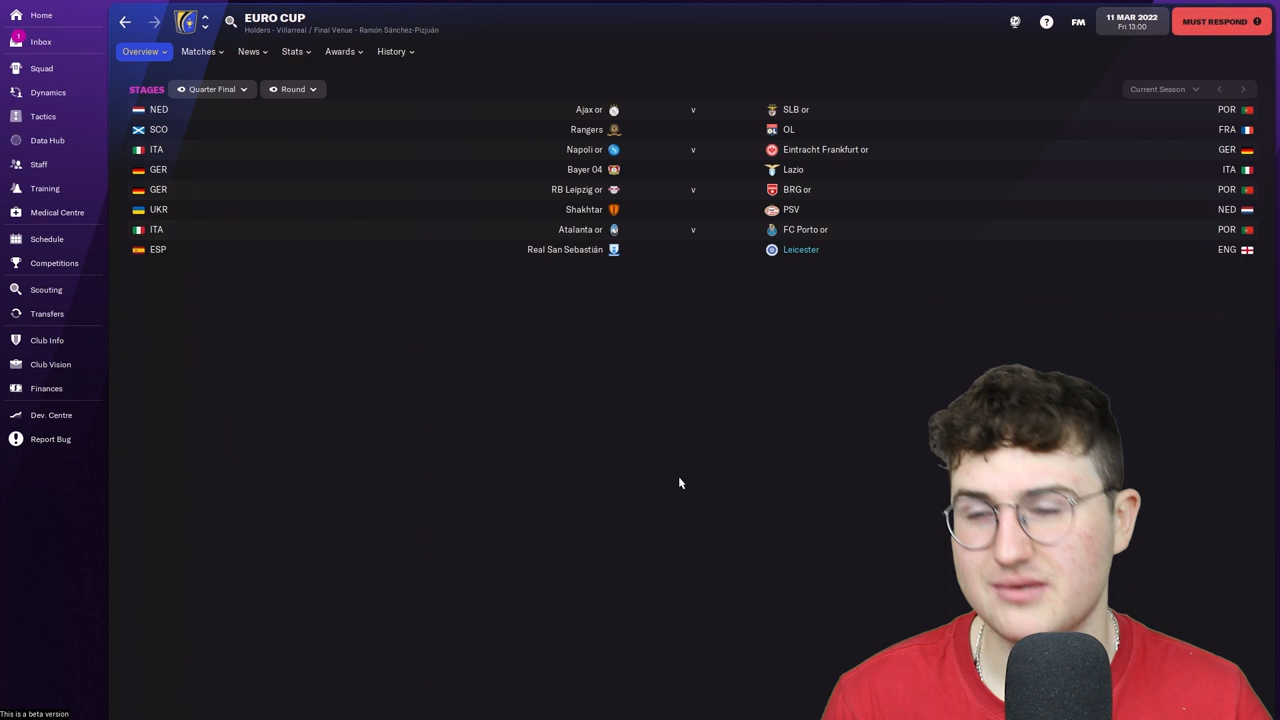 Home
EURO CUP
Holders - Villarreal / Final Venue - Ramón Sánchez-Pizjuán
FM
11 MAR 2022
Fri 13:00
MUST RESPOND
1
Inbox
Overview
Matches
News
Stats
Awards
History
Squad
Dynamics
Tactics
Data Hub
Staff
Training
Medical Centre
Schedule
Competitions
Scouting
Transfers
Club Info
Club Vision
Finances
Dev. Centre
Report Bug
This is a beta version
STAGES Quarter Final Round Current Season
NED Ajax or v SLB or POR
SCO Rangers OL FRA
ITA Napoli or v Eintracht Frankfurt or GER
GER Bayer 04 Lazio ITA
GER RB Leipzig or v BRG or POR
UKR Shakhtar PSV NED
ITA Atalanta or v FC Porto or POR
ESP Real San Sebastián Leicester ENG